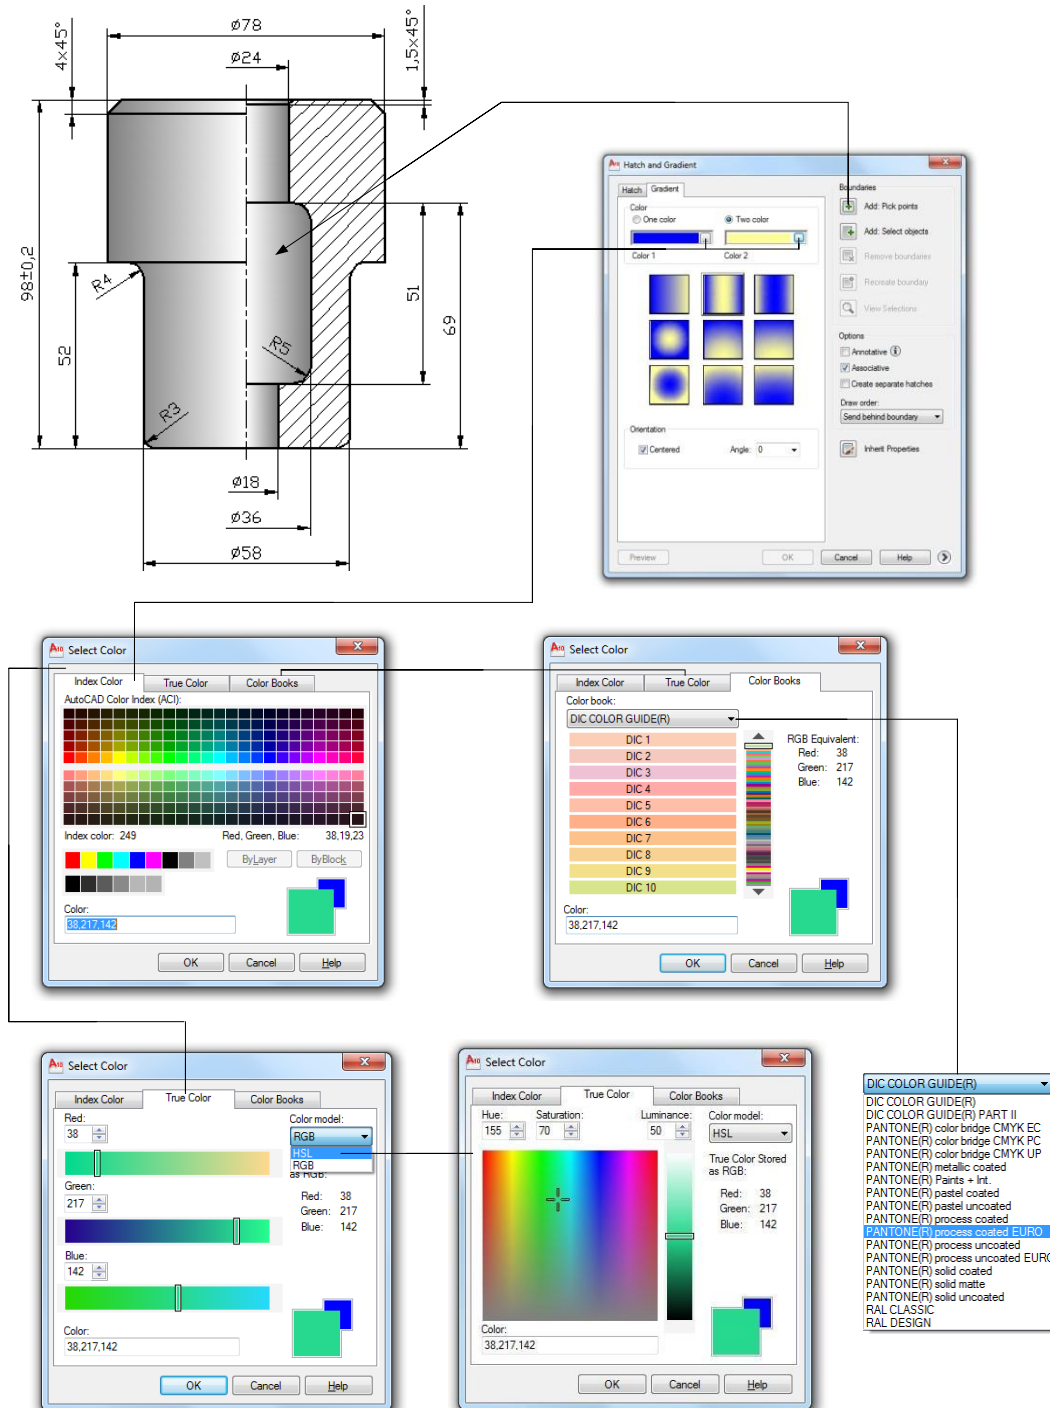 4×45°
ø78
1,5×45°
ø24
98±0,2
R4
52
R3
R5
51
69
ø18
ø36
ø58
Hatch and Gradient
Hatch
Gradient
Color
One color
Two color
Color 1
Color 2
Orientation
Centered
Angle: 0
Boundaries
Add: Pick points
Add: Select objects
Remove boundaries
Recreate boundary
View Selections
Options
Annotative
Associative
Create separate hatches
Draw order:
Send behind boundary
Inherit Properties
Preview
OK
Cancel
Help
Select Color
Index Color
True Color
Color Books
AutoCAD Color Index (ACI):
Index color: 249
Red, Green, Blue: 38,19,23
ByLayer
ByBlock
Color:
38,217,142
OK
Cancel
Help
Select Color
Index Color
True Color
Color Books
Color book:
DIC COLOR GUIDE(R)
DIC 1
DIC 2
DIC 3
DIC 4
DIC 5
DIC 6
DIC 7
DIC 8
DIC 9
DIC 10
RGB Equivalent:
Red: 38
Green: 217
Blue: 142
Color:
38,217,142
OK
Cancel
Help
Select Color
Index Color
True Color
Color Books
Red:
38
Green:
217
Blue:
142
Color model:
RGB
HSL
RGB
as RGB:
Red: 38
Green: 217
Blue: 142
Color:
38,217,142
OK
Cancel
Help
Select Color
Index Color
True Color
Color Books
Hue:
155
Saturation:
70
Luminance:
50
Color model:
HSL
True Color Stored
as RGB:
Red: 38
Green: 217
Blue: 142
Color:
38,217,142
OK
Cancel
Help
DIC COLOR GUIDE(R)
DIC COLOR GUIDE(R)
DIC COLOR GUIDE(R) PART II
PANTONE(R) color bridge CMYK EC
PANTONE(R) color bridge CMYK PC
PANTONE(R) color bridge CMYK UP
PANTONE(R) metallic coated
PANTONE(R) Paints + Int.
PANTONE(R) pastel coated
PANTONE(R) pastel uncoated
PANTONE(R) process coated
PANTONE(R) process coated EURO
PANTONE(R) process uncoated
PANTONE(R) process uncoated EURO
PANTONE(R) solid coated
PANTONE(R) solid matte
PANTONE(R) solid uncoated
RAL CLASSIC
RAL DESIGN